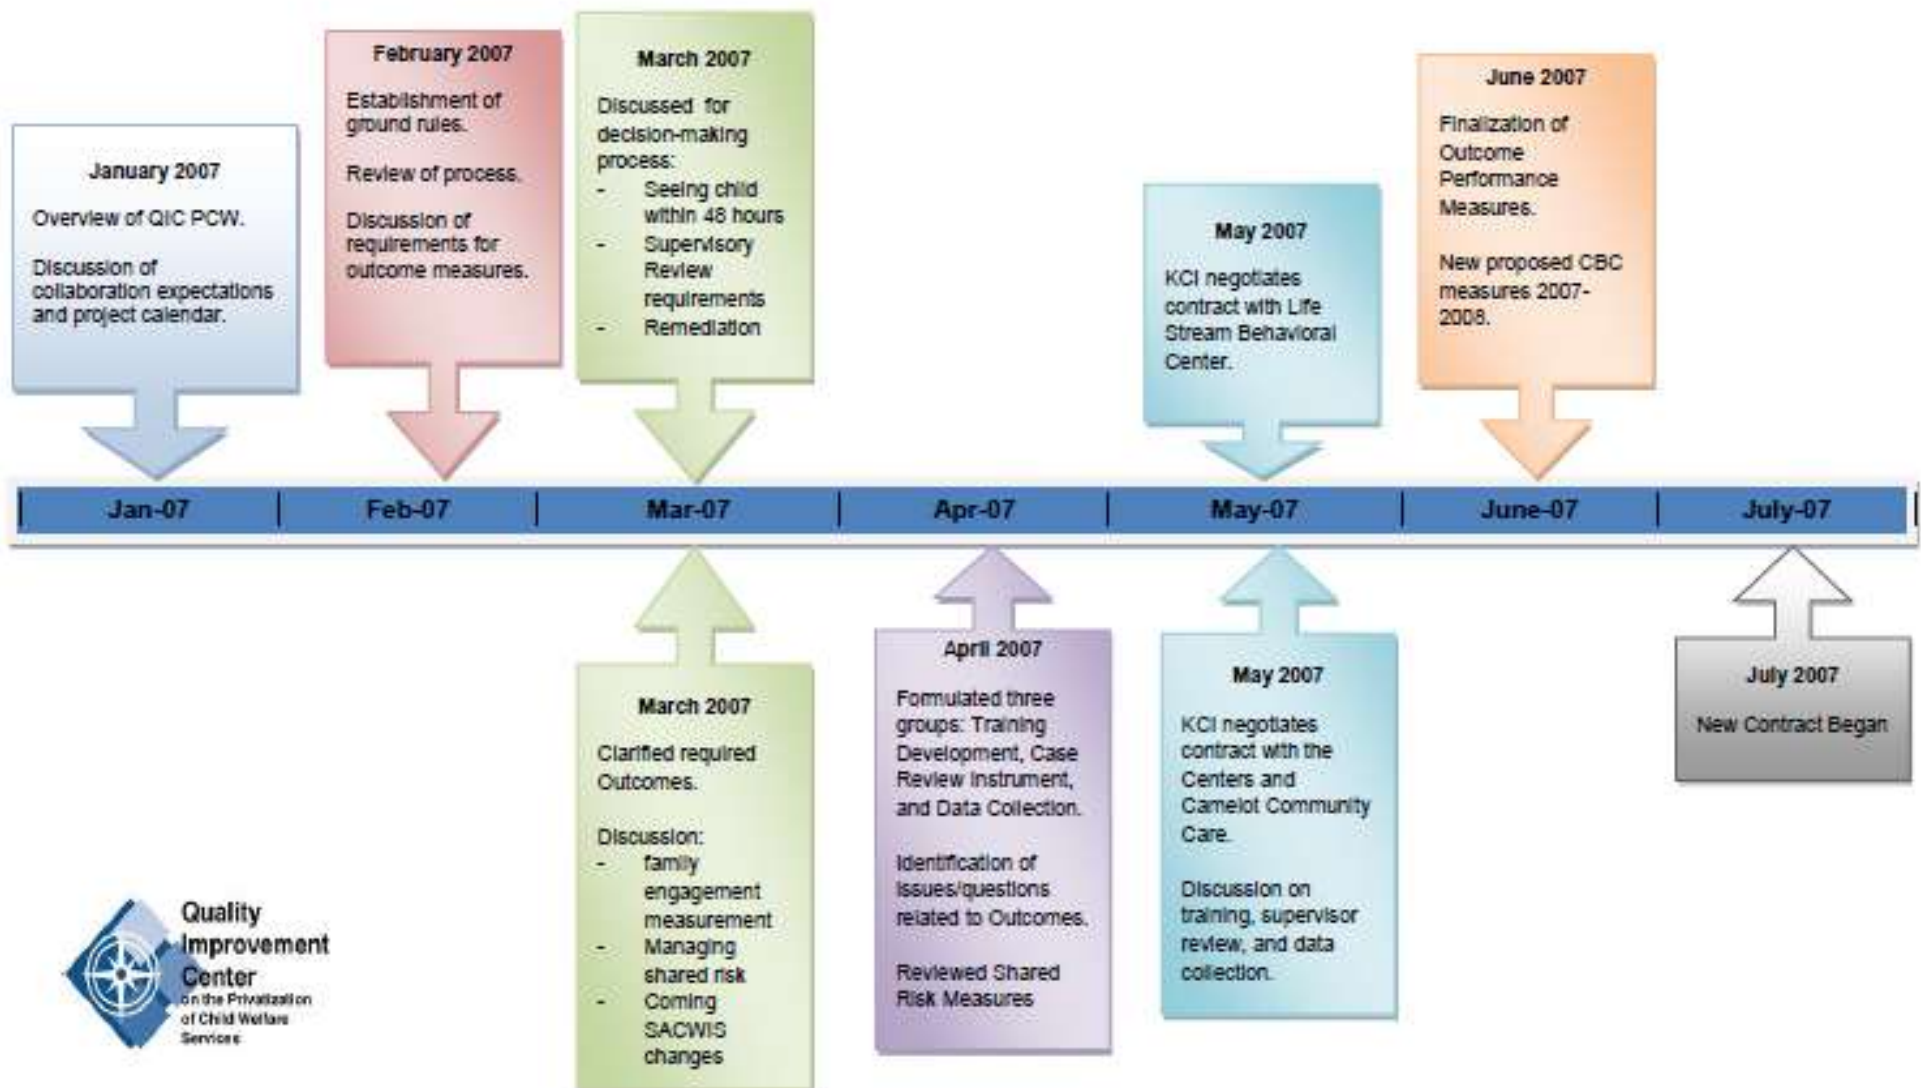 January 2007
Overview of QIC PCW.
Discussion of
collaboration expectations
and project calendar.
February 2007
Establishment of
ground rules.
Review of process.
Discussion of
requirements for
outcome measures.
March 2007
Discussed for
decision-making
process:
- Seeing child
within 48 hours
- Supervisory
Review
requirements
- Remediation
May 2007
KCI negotiates
contract with Life
Stream Behavioral
Center.
June 2007
Finalization of
Outcome
Performance
Measures.
New proposed CBC
measures 2007-
2008.
Jan-07
Feb-07
Mar-07
Apr-07
May-07
June-07
July-07
March 2007
Clarified required
Outcomes.
Discussion:
- family
engagement
measurement
- Managing
shared risk
- Coming
SACWIS
changes
April 2007
Formulated three
groups: Training
Development, Case
Review Instrument,
and Data Collection.
Identification of
issues/questions
related to Outcomes.
Reviewed Shared
Risk Measures
May 2007
KCI negotiates
contract with the
Centers and
Camelot Community
Care.
Discussion on
training, supervisor
review, and data
collection.
July 2007
New Contract Began
Quality
Improvement
Center
on the Privatization
of Child Welfare
Services